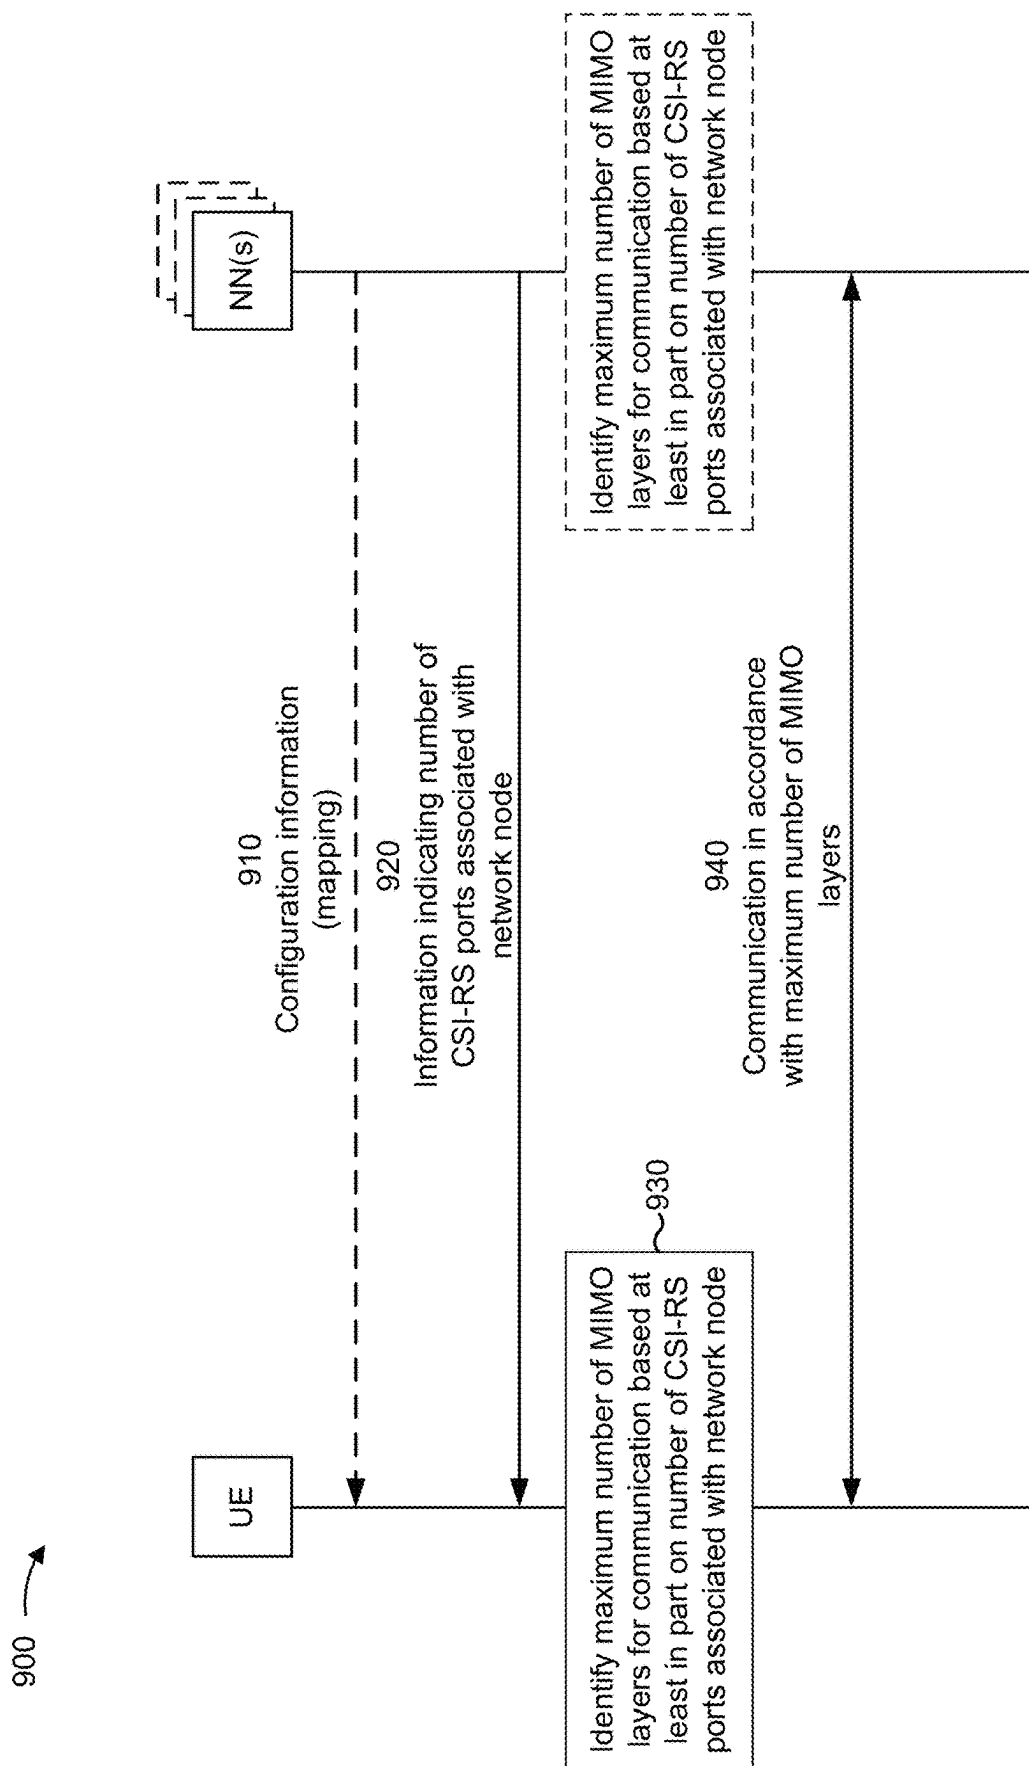 900
UE
NN(s)
910
Configuration information
(mapping)
920
Information indicating number of
CSI-RS ports associated with
network node
Identify maximum number of MIMO
layers for communication based at
least in part on number of CSI-RS
ports associated with network node
930
Identify maximum number of MIMO
layers for communication based at
least in part on number of CSI-RS
ports associated with network node
940
Communication in accordance
with maximum number of MIMO
layers